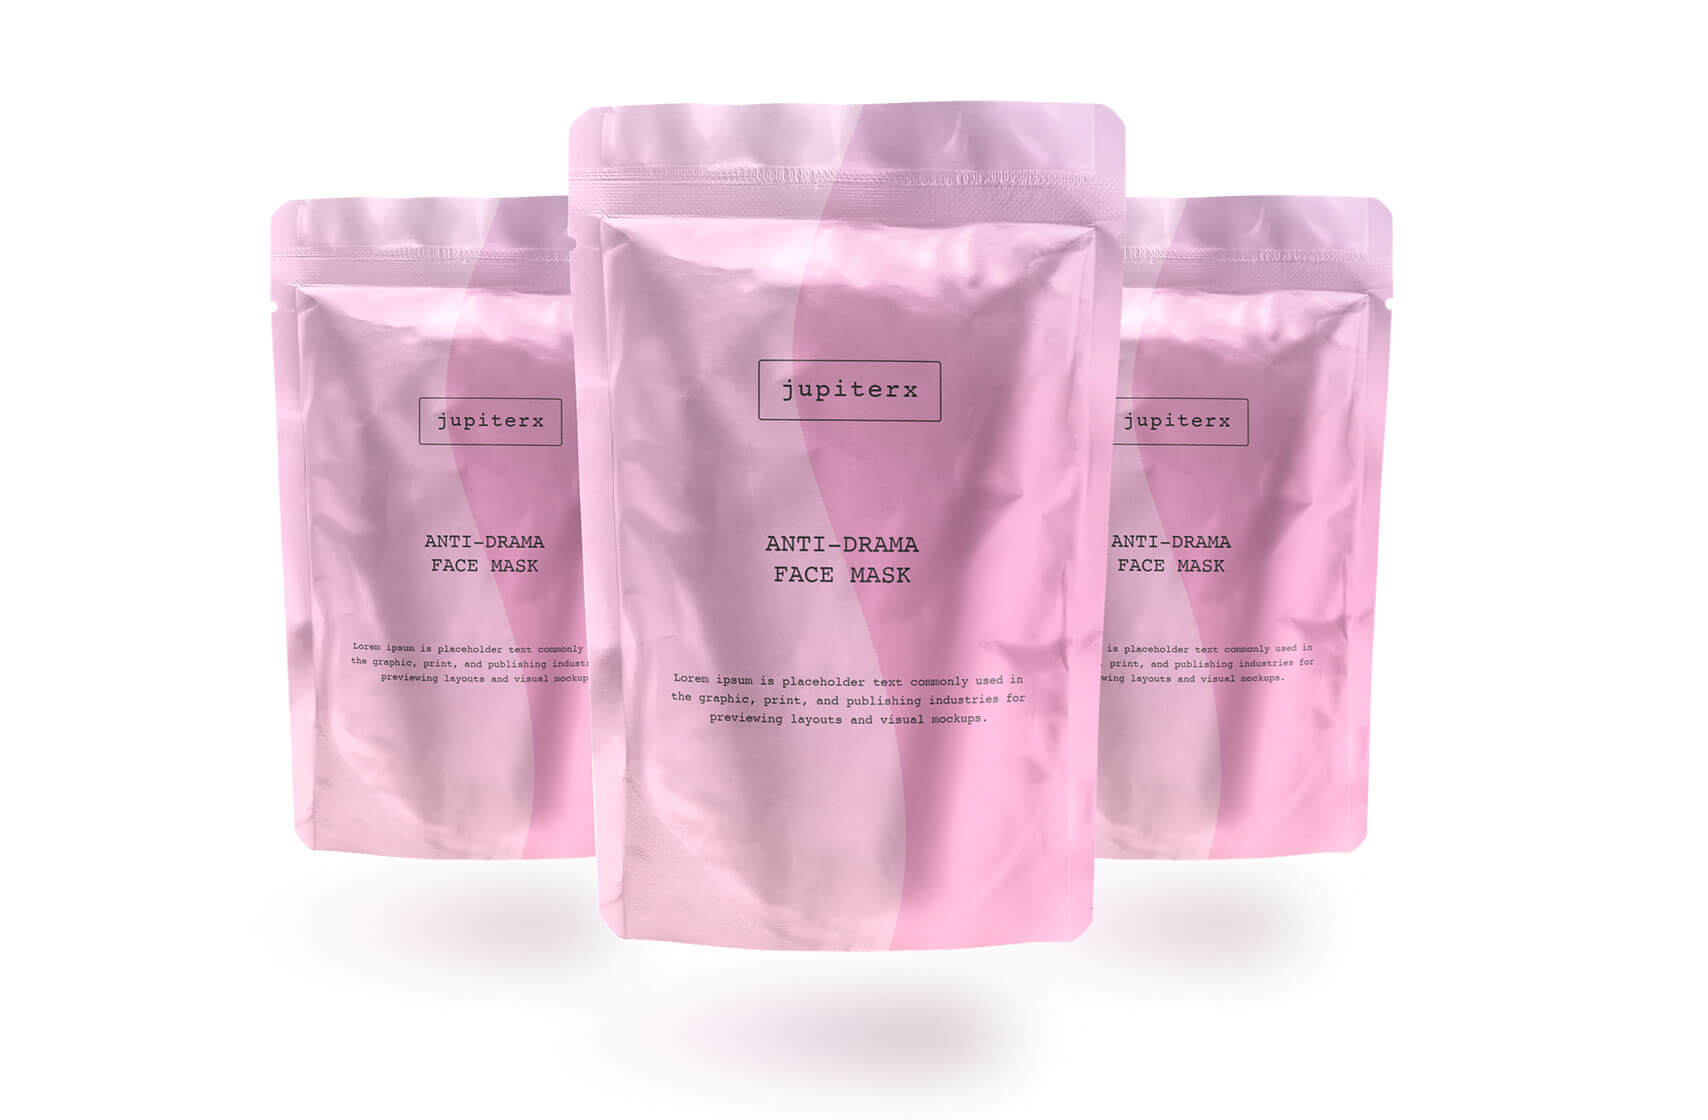 jupiterx
ANTI-DRAMA
FACE MASK
Lorem ipsum is placeholder text commonly used in
the graphic, print, and publishing industries for
previewing layouts and visual mockups.
jupiterx
ANTI-DRAMA
FACE MASK
Lorem ipsum is placeholder text commonly
the graphic, print, and publishing industr
previewing layouts and visual mockup
jupiterx
ANTI-DRAMA
FACE MASK
is placeholder text commonly used in
, print, and publishing industries for
wing layouts and visual mockups.